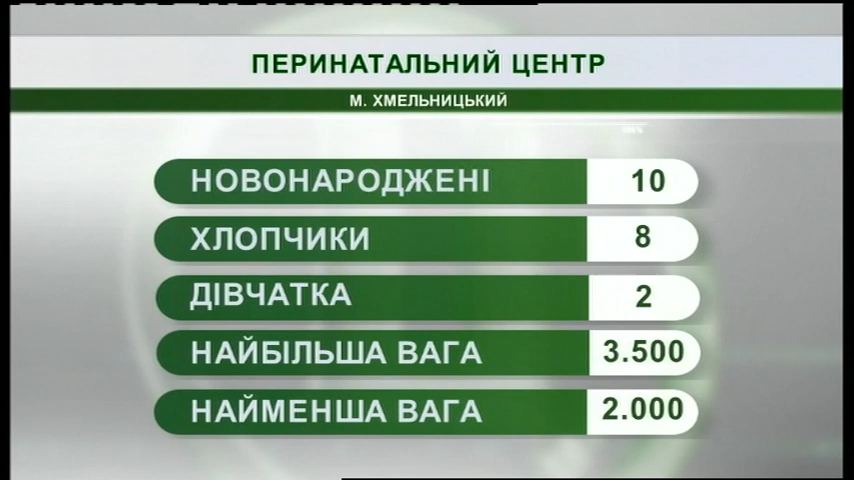 ПЕРИНАТАЛЬНИЙ ЦЕНТР
М. ХМЕЛЬНИЦЬКИЙ
НОВОНАРОДЖЕНІ 10
ХЛОПЧИКИ 8
ДІВЧАТКА 2
НАЙБІЛЬША ВАГА 3.500
НАЙМЕНША ВАГА 2.000